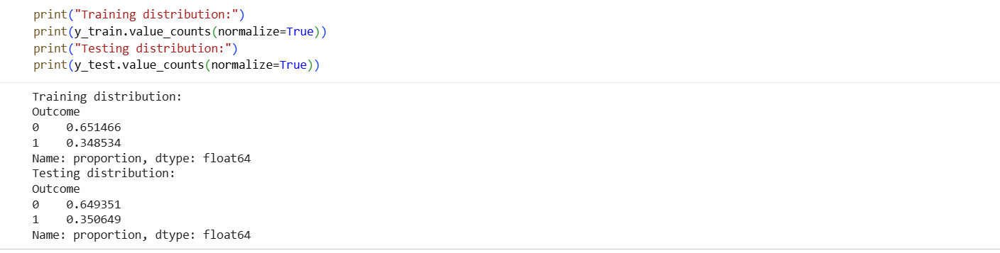 print("Training distribution:")
print(y_train.value_counts(normalize=True))
print("Testing distribution:")
print(y_test.value_counts(normalize=True))
Training distribution:
Outcome
0    0.651466
1    0.348534
Name: proportion, dtype: float64
Testing distribution:
Outcome
0    0.649351
1    0.350649
Name: proportion, dtype: float64